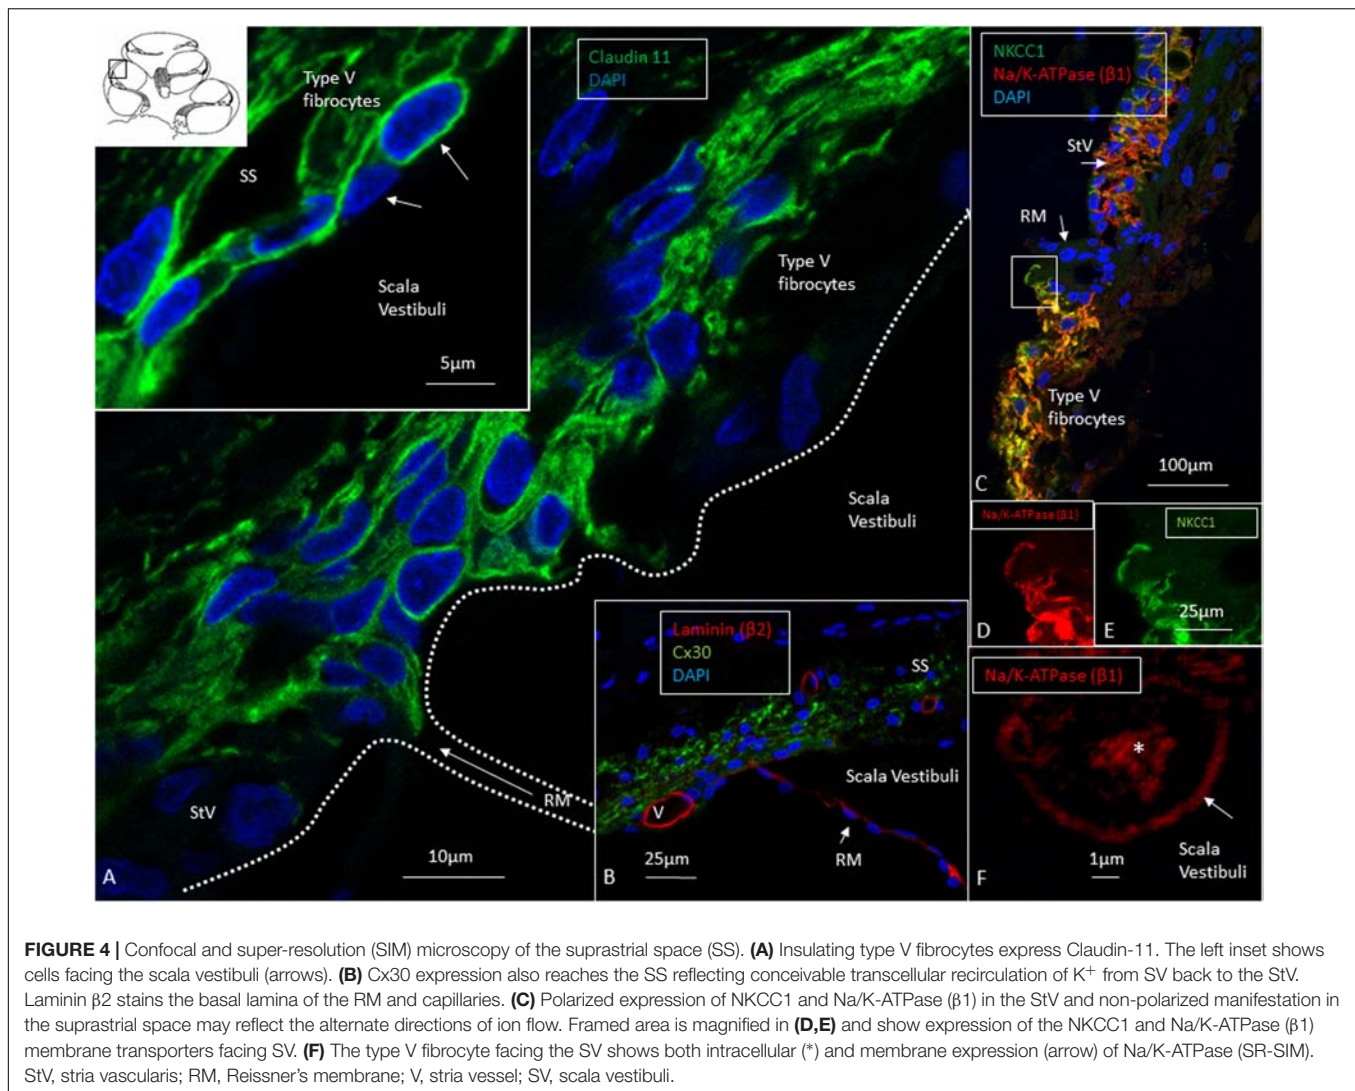 Type V
fibrocytes
SS
Scala
Vestibuli
5µm
Claudin 11
DAPI
Type V
fibrocytes
Scala
Vestibuli
RM
StV
10µm
A
Laminin (β2)
Cx30
DAPI
SS
Scala Vestibuli
V
RM
25µm
B
NKCC1
Na/K-ATPase (β1)
DAPI
StV
RM
Type V
fibrocytes
100µm
C
Na/K-ATPase (β1)
D
NKCC1
25µm
E
Na/K-ATPase (β1)
*
1µm
Scala
Vestibuli
F
FIGURE 4 | Confocal and super-resolution (SIM) microscopy of the suprastrial space (SS). (A) Insulating type V fibrocytes express Claudin-11. The left inset shows
cells facing the scala vestibuli (arrows). (B) Cx30 expression also reaches the SS reflecting conceivable transcellular recirculation of K+ from SV back to the StV.
Laminin β2 stains the basal lamina of the RM and capillaries. (C) Polarized expression of NKCC1 and Na/K-ATPase (β1) in the StV and non-polarized manifestation in
the suprastrial space may reflect the alternate directions of ion flow. Framed area is magnified in (D,E) and show expression of the NKCC1 and Na/K-ATPase (β1)
membrane transporters facing SV. (F) The type V fibrocyte facing the SV shows both intracellular (*) and membrane expression (arrow) of Na/K-ATPase (SR-SIM).
StV, stria vascularis; RM, Reissner's membrane; V, stria vessel; SV, scala vestibuli.